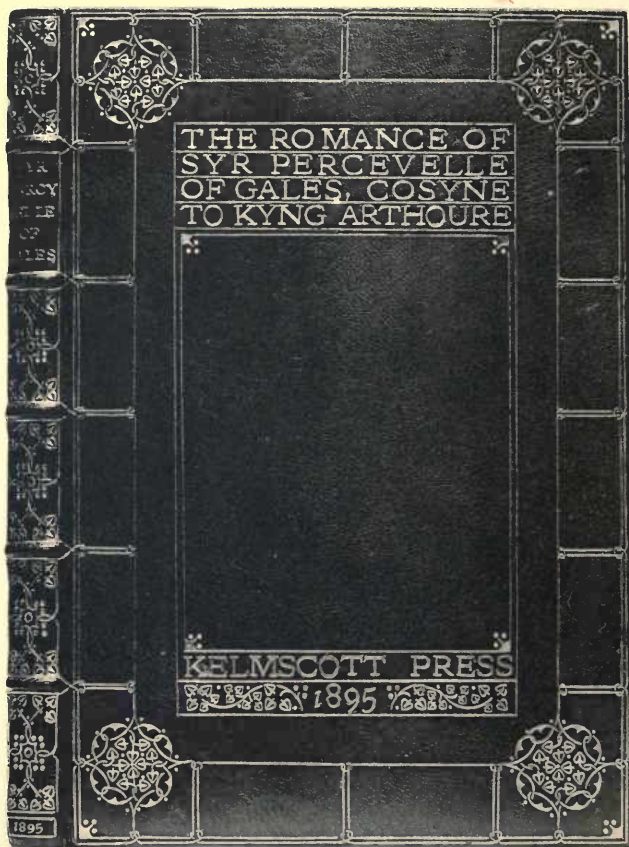 THE ROMANCE OF
SYR PERCEVELLE
OF GALES, COSYNE
TO KYNG ARTHOURE
KELMSCOTT PRESS
1895
OF
1895